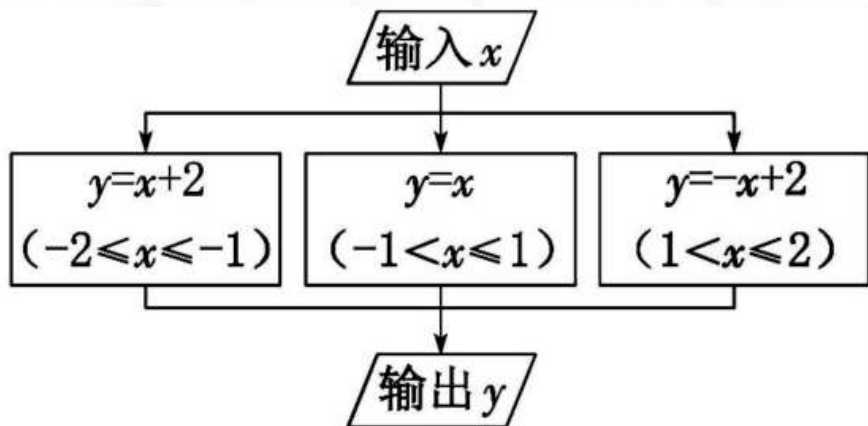 输入x
y=x+2
(-2≤x≤-1)
y=x
(-1<x≤1)
y=-x+2
(1<x≤2)
输出y